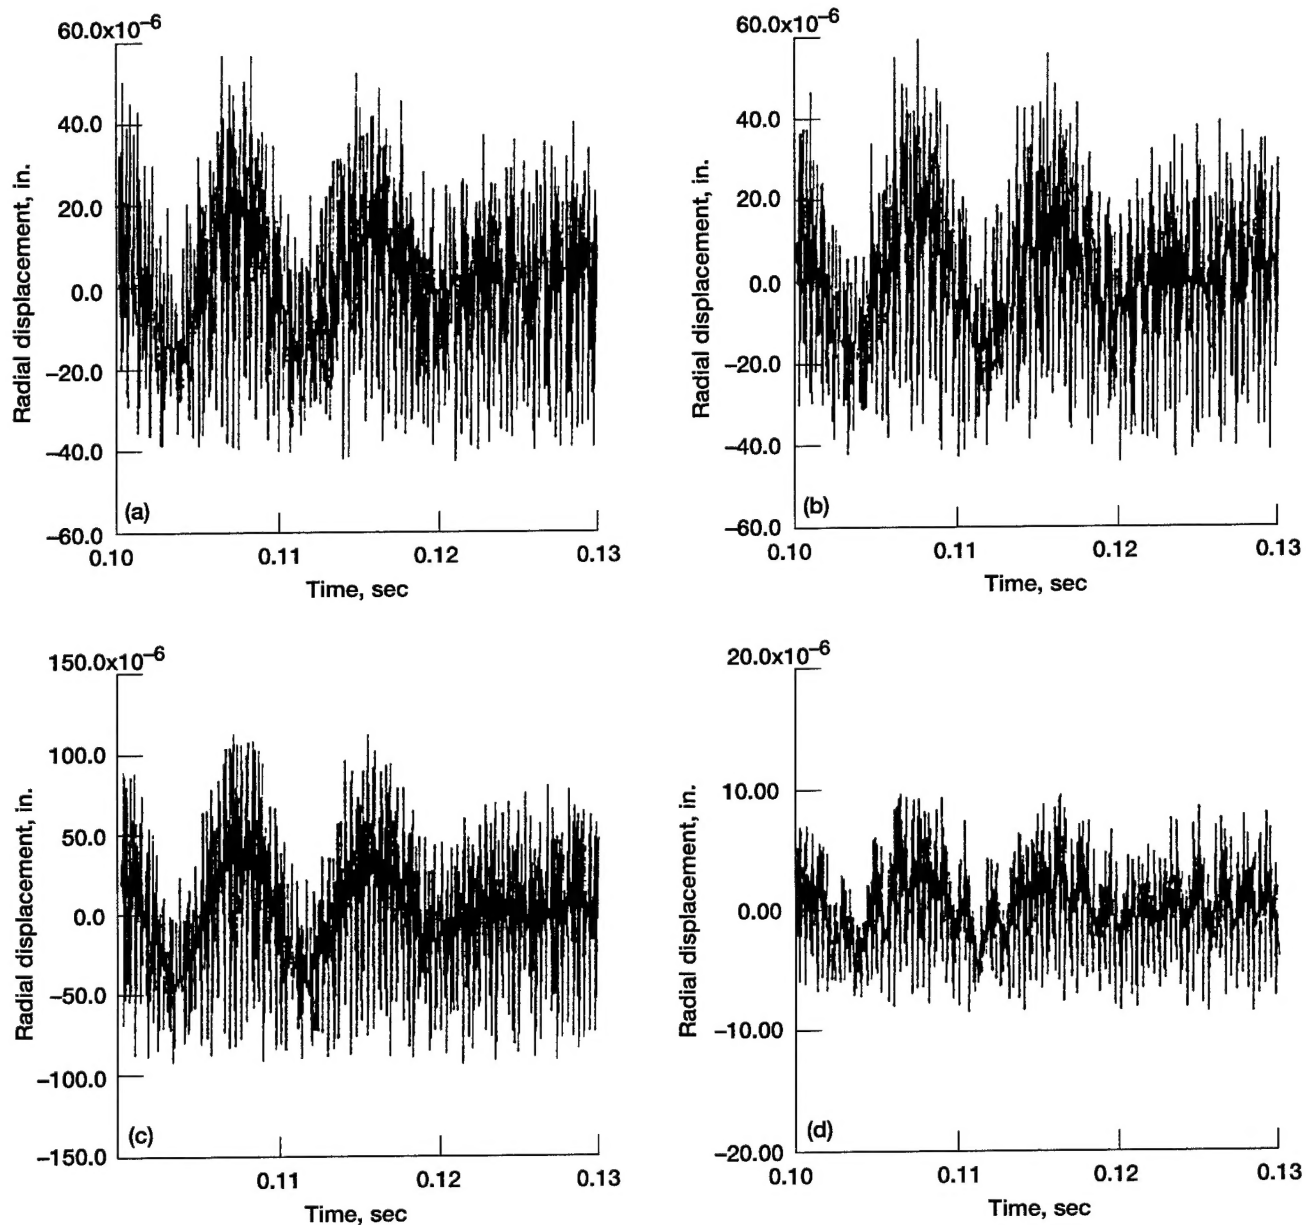 60.0x10–6
40.0
20.0
0.0
–20.0
–40.0
–60.0
Radial displacement, in.
(a)
0.10
0.11
0.12
0.13
Time, sec
60.0x10–6
40.0
20.0
0.0
–20.0
–40.0
–60.0
Radial displacement, in.
(b)
0.10
0.11
0.12
0.13
Time, sec
150.0x10–6
100.0
50.0
0.0
–50.0
–100.0
–150.0
Radial displacement, in.
(c)
0.11
0.12
0.13
Time, sec
20.0x10–6
10.00
0.00
–10.00
–20.00
Radial displacement, in.
(d)
0.10
0.11
0.12
0.13
Time, sec